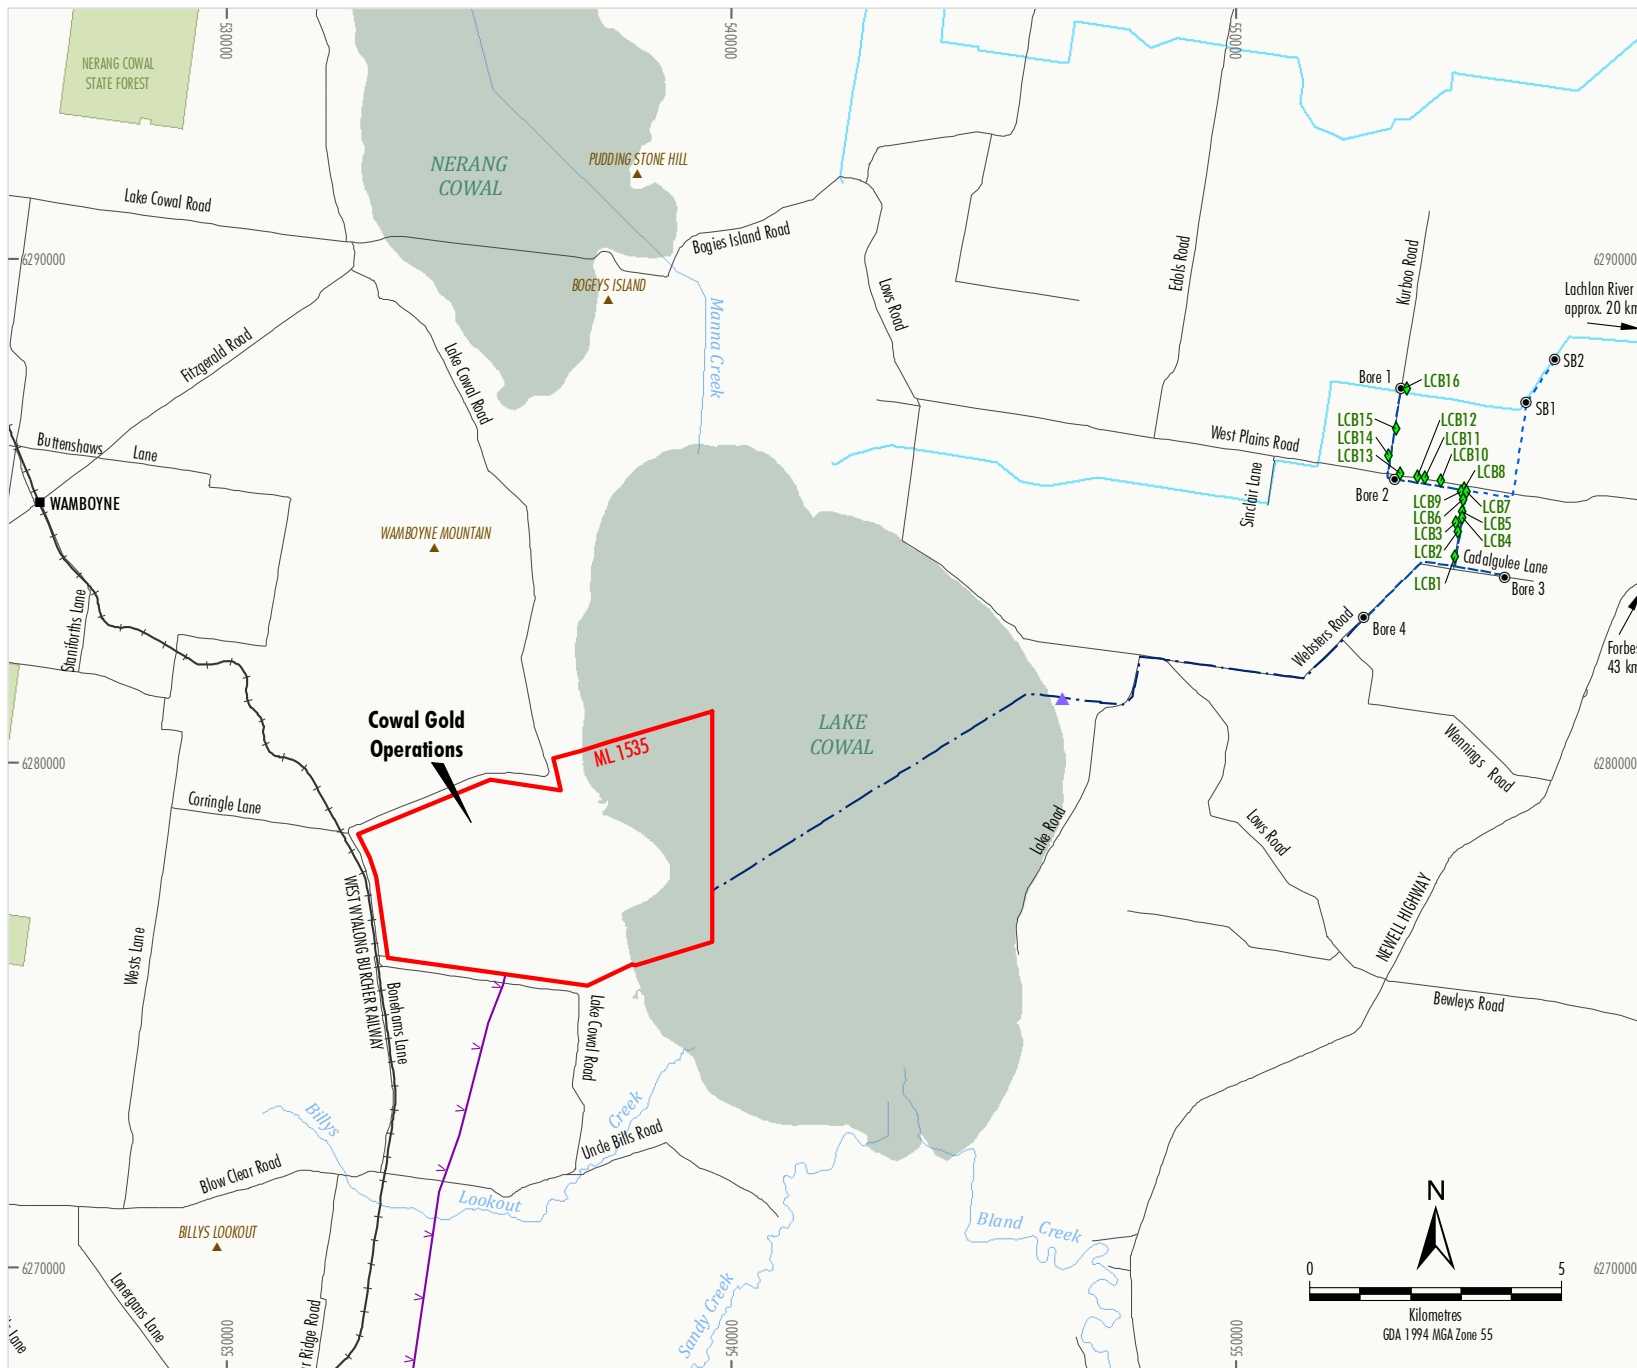 530000
540000
550000
NERANG COWAL
STATE FOREST
NERANG
COWAL
PUDDING STONE HILL
Lake Cowal Road
Bogies Island Road
Edols Road
Kurboo Road
6290000
6290000
BOGEYS ISLAND
Lows Road
Manna Creek
Lachlan River
approx. 20 km
Fitzgerald Road
Lake Cowal Road
SB2
Bore 1
LCB16
SB1
LCB15
LCB12
LCB14
LCB11
LCB13
LCB10
West Plains Road
Buttenshaws
Lane
LCB8
Sinclair Lane
Bore 2
WAMBOYNE
LCB9
LCB7
LCB6
LCB5
LCB3
LCB4
LCB2
WAMBOYNE MOUNTAIN
Cadalgulee Lane
LCB1
Bore 3
Staniforths Lane
Websters Road
Bore 4
Forbes
43 km
Cowal Gold
Operations
LAKE
COWAL
ML 1535
Wennings Road
6280000
6280000
Corringle Lane
Lake Road
Lows Road
WEST WYALONG BURCHER RAILWAY
NEWELL HIGHWAY
Wests Lane
Bonehams Lane
Lake Cowal Road
Bewleys Road
Billys
Creek
Uncle Bills Road
Blow Clear Road
Lookout
Bland Creek
BILLYS LOOKOUT
N
6270000
6270000
0
5
Kilometres
GDA 1994 MGA Zone 55
Lonergans Lane
Lane
Ridge Road
Sandy Creek
530000
540000
550000